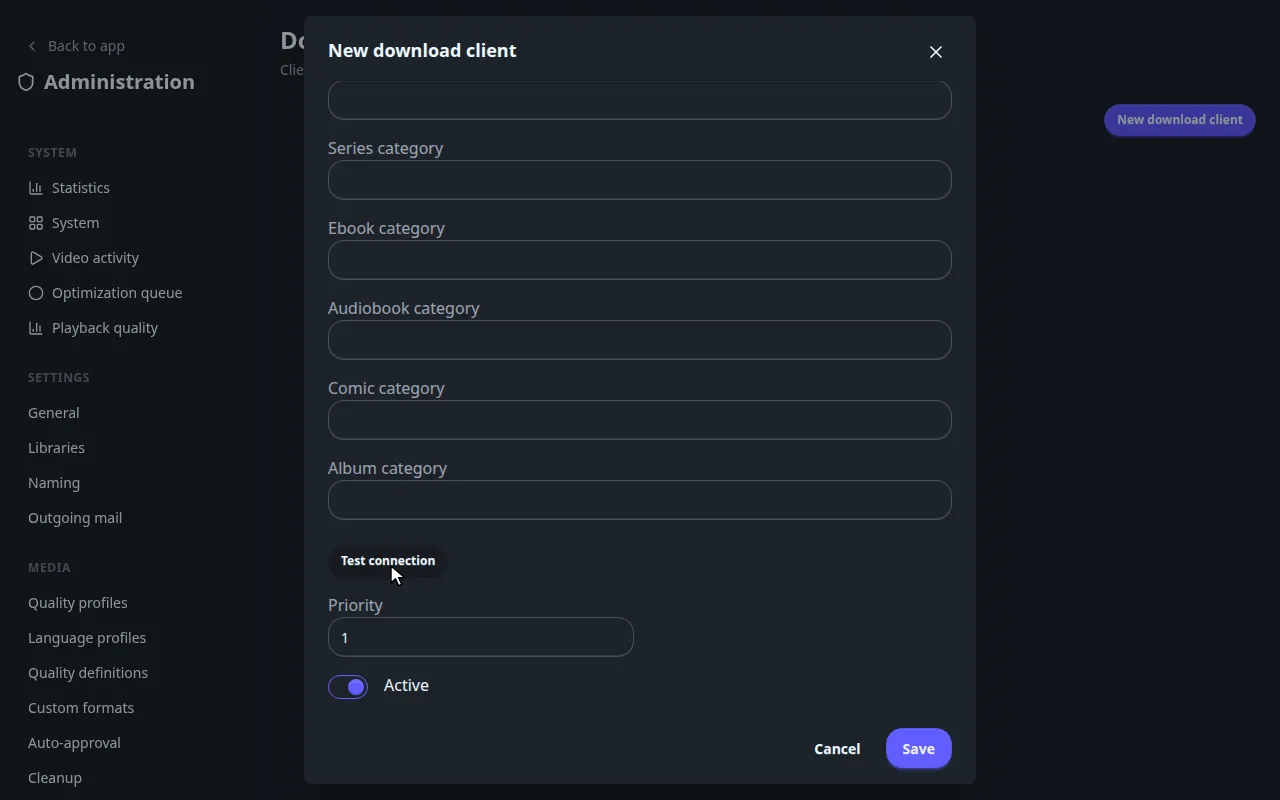 Back to app
Administration
SYSTEM
Statistics
System
Video activity
Optimization queue
Playback quality
SETTINGS
General
Libraries
Naming
Outgoing mail
MEDIA
Quality profiles
Language profiles
Quality definitions
Custom formats
Auto-approval
Cleanup
New download client
New download client
Series category
Ebook category
Audiobook category
Comic category
Album category
Test connection
Priority
1
Active
Cancel
Save